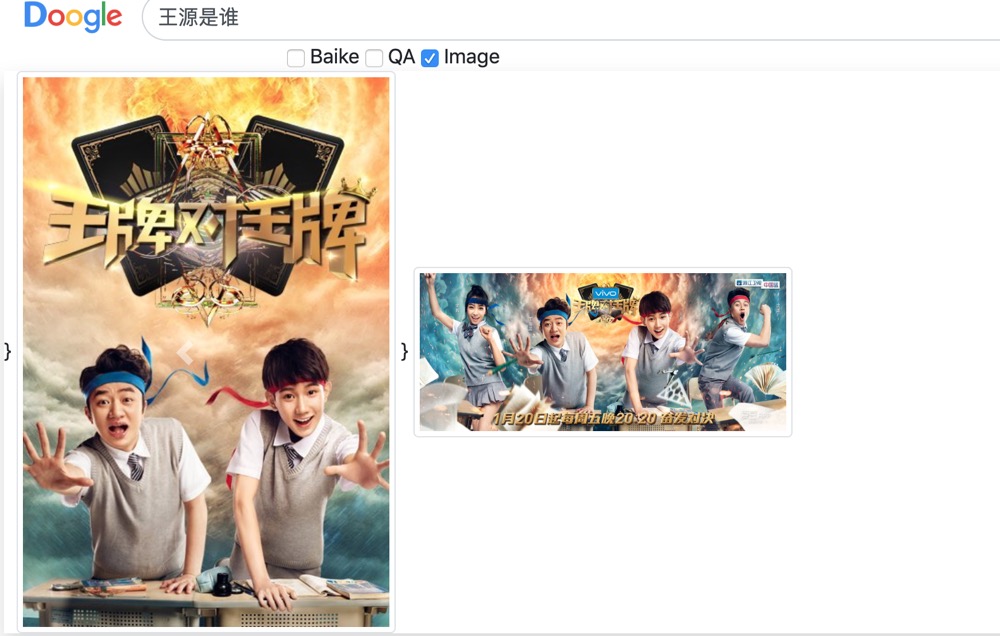 Doogle
王源是谁
Baike QA Image
王牌对王牌
}
}
vivo
王牌对王牌
浙江卫视
中国蓝
1月20日起 每周五晚20:20 奋发对决